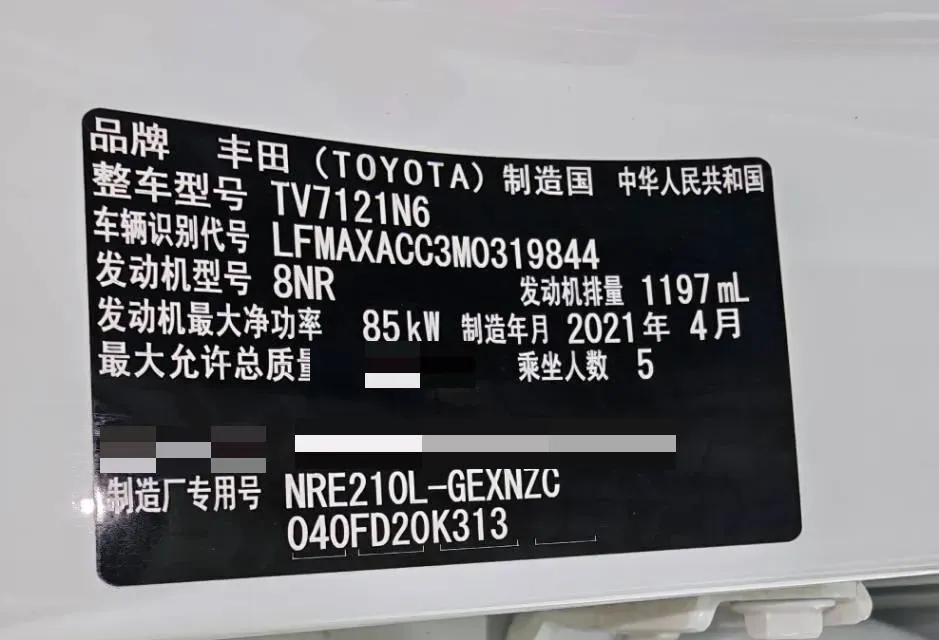 品牌 丰田（TOYOTA）制造国 中华人民共和国
整车型号 TV7121N6
车辆识别代号 LFMAXACC3M0319844
发动机型号 8NR 发动机排量 1197mL
发动机最大净功率 85kW 制造年月 2021年 4月
最大允许总质量 乘坐人数 5
制造厂专用号 NRE210L-GEXNZC
040FD20K313